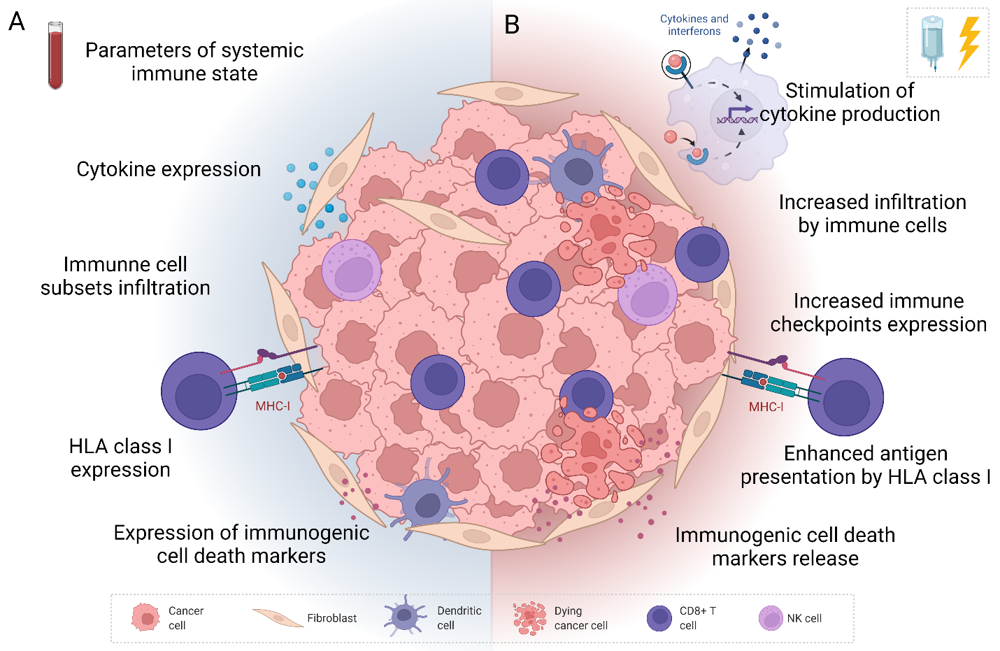 A
Parameters of systemic
immune state
Cytokine expression
Immunne cell
subsets infiltration
MHC-I
HLA class I
expression
Expression of immunogenic
cell death markers
B
Cytokines and
interferons
Stimulation of
cytokine production
Increased infiltration
by immune cells
Increased immune
checkpoints expression
MHC-I
Enhanced antigen
presentation by HLA class I
Immunogenic cell death
markers release
Cancer
cell
Fibroblast
Dendritic
cell
Dying
cancer cell
CD8+ T
cell
NK cell